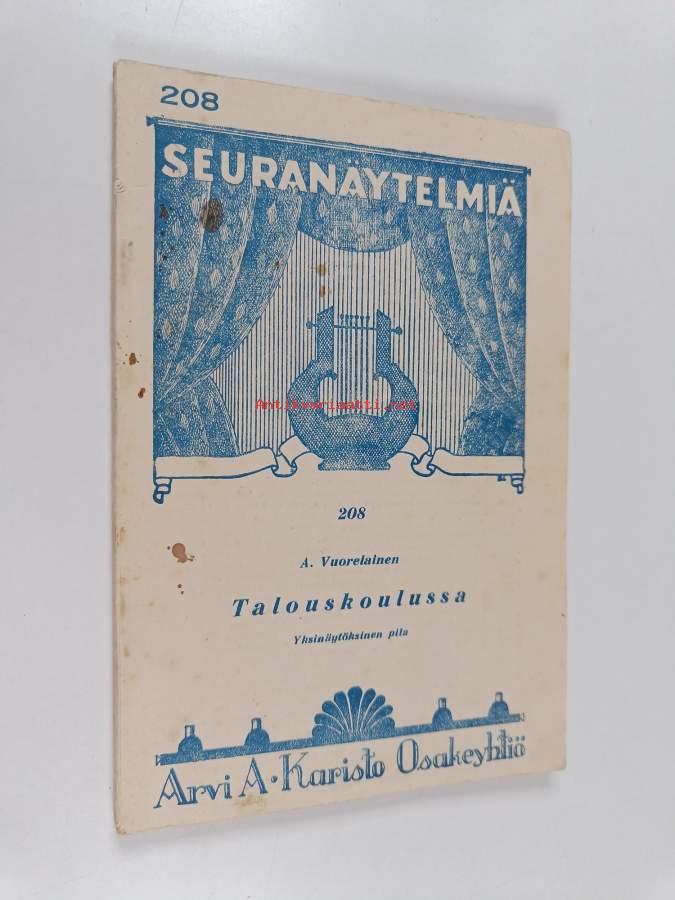 208
SEURANÄYTELMIÄ
Antikvariaatti.net
208
A. Vuorelainen
Talouskoulussa
Yksinäytöksinen pila
Arvi A. Karisto Osakeyhtiö